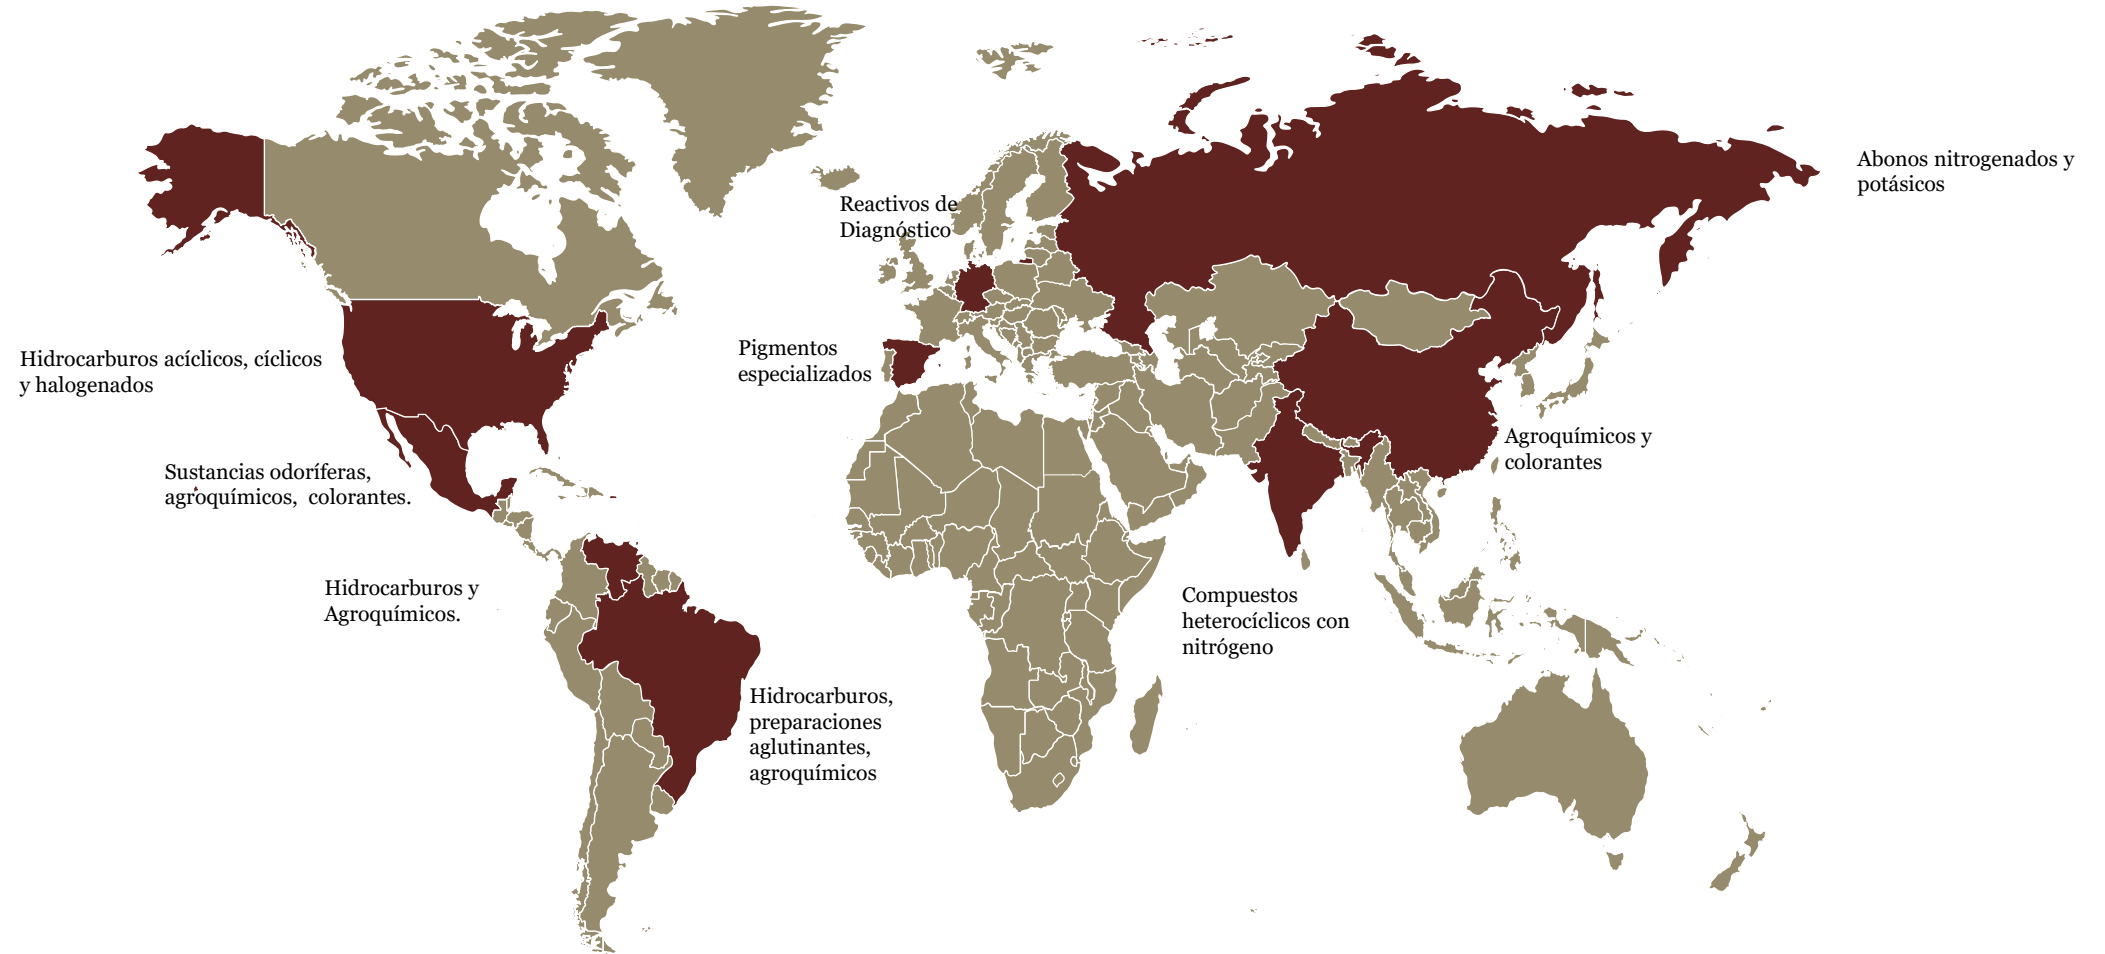 Abonos nitrogenados y
potásicos
Reactivos de
Diagnóstico
Pigmentos
especializados
Hidrocarburos acíclicos, cíclicos
y halogenados
Agroquímicos y
colorantes
Sustancias odoríferas,
agroquímicos, colorantes.
Hidrocarburos y
Agroquímicos.
Compuestos
heterocíclicos con
nitrógeno
Hidrocarburos,
preparaciones
aglutinantes,
agroquímicos